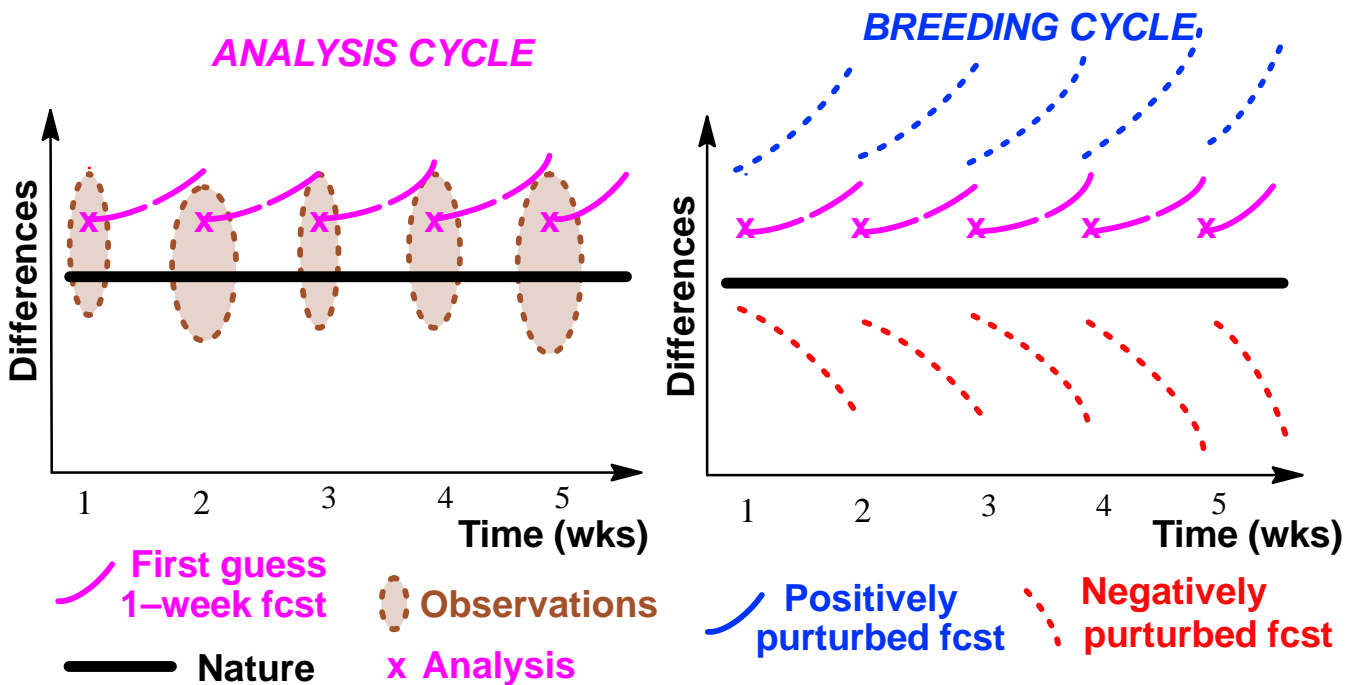 ANALYSIS CYCLE
Differences
1 2 3 4 5
Time (wks)
First guess
1–week fcst
Observations
Nature
x Analysis
BREEDING CYCLE
Differences
1 2 3 4 5
Time (wks)
Positively
purturbed fcst
Negatively
purturbed fcst